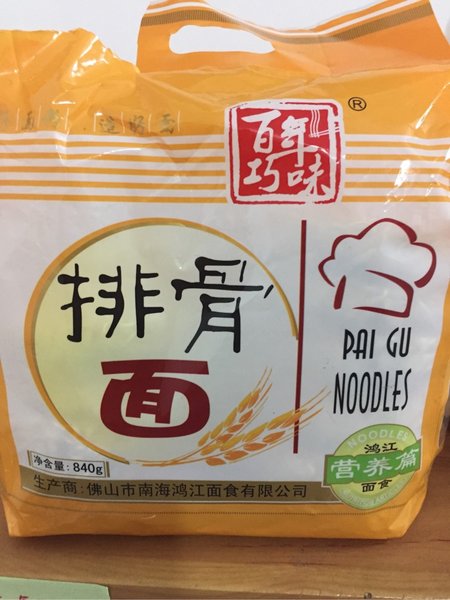 百年
巧味
®
排骨
面
PAI GU
NOODLES
NOODLES
鸿江
营养篇
面食
净含量: 840g
生产商: 佛山市南海鸿江面食有限公司